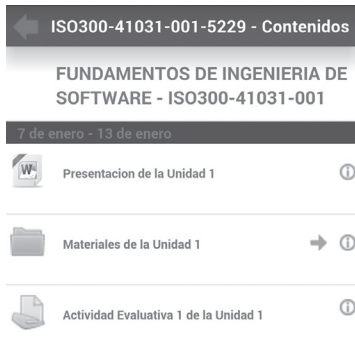 ISO300-41031-001-5229 - Contenidos
FUNDAMENTOS DE INGENIERIA DE
SOFTWARE - ISO300-41031-001
7 de enero - 13 de enero
W
Presentacion de la Unidad 1
Materiales de la Unidad 1
Actividad Evaluativa 1 de la Unidad 1